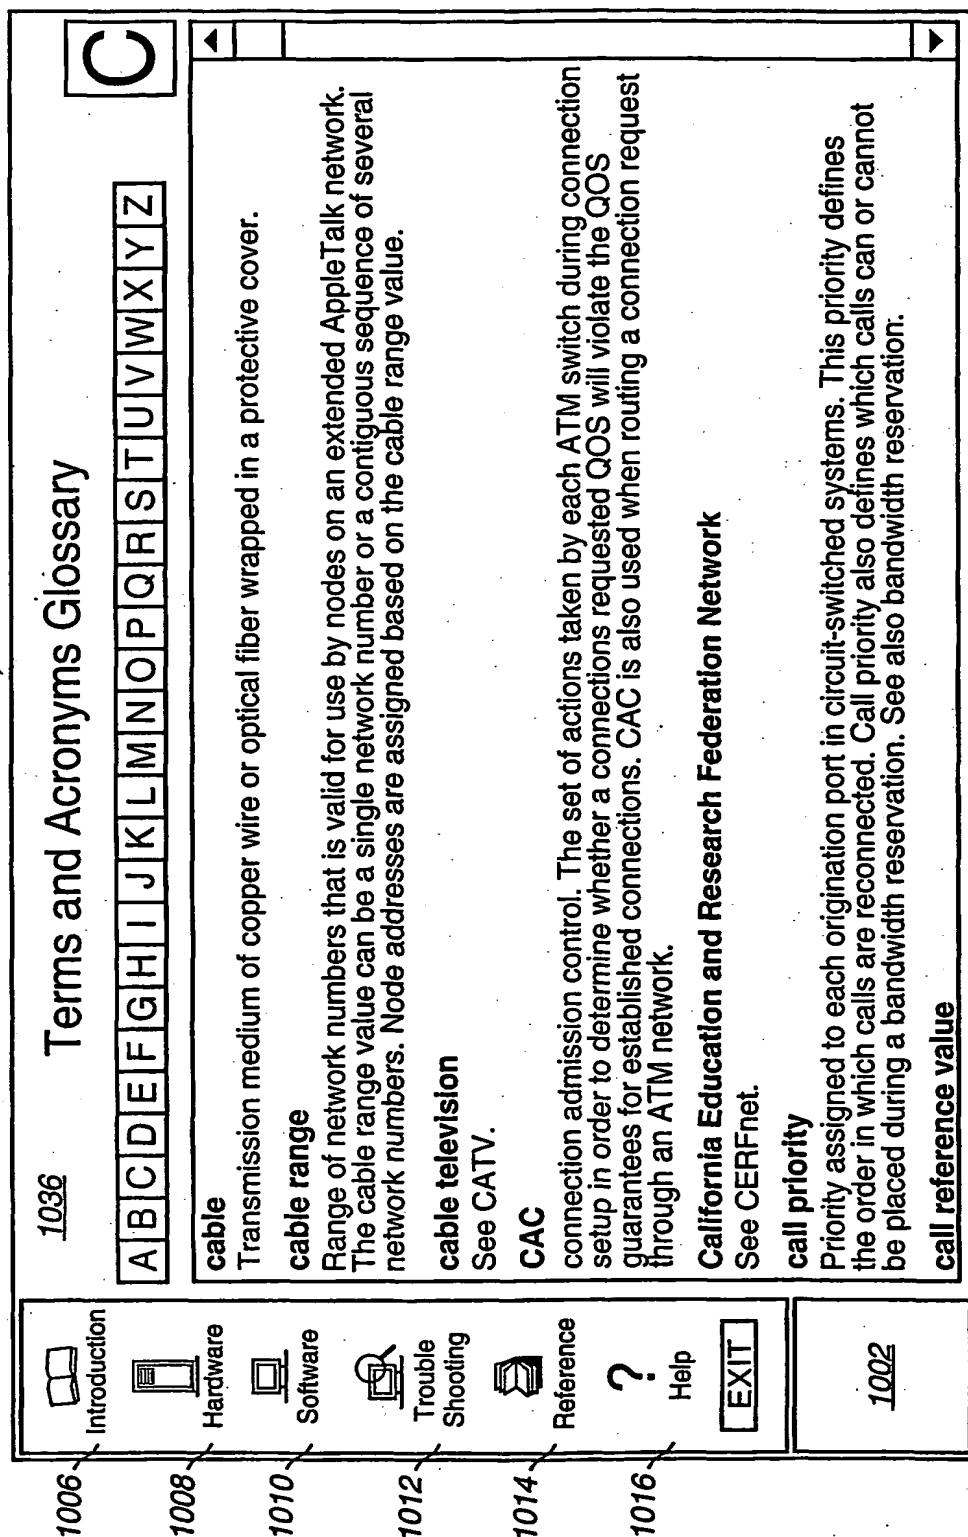 1036
Terms and Acronyms Glossary
C
A B C D E F G H I J K L M N O P Q R S T U V W X Y Z
cable
Transmission medium of copper wire or optical fiber wrapped in a protective cover.
cable range
Range of network numbers that is valid for use by nodes on an extended AppleTalk network.
The cable range value can be a single network number or a contiguous sequence of several
network numbers. Node addresses are assigned based on the cable range value.
cable television
See CATV.
CAC
connection admission control. The set of actions taken by each ATM switch during connection
setup in order to determine whether a connections requested QOS will violate the QOS
guarantees for established connections. CAC is also used when routing a connection request
through an ATM network.
California Education and Research Federation Network
See CERFnet.
call priority
Priority assigned to each origination port in circuit-switched systems. This priority defines
the order in which calls are reconnected. Call priority also defines which calls can or cannot
be placed during a bandwidth reservation. See also bandwidth reservation.
call reference value
1006
Introduction
1008
Hardware
1010
Software
1012
Trouble
Shooting
1014
Reference
1016
?
Help
EXIT
1002